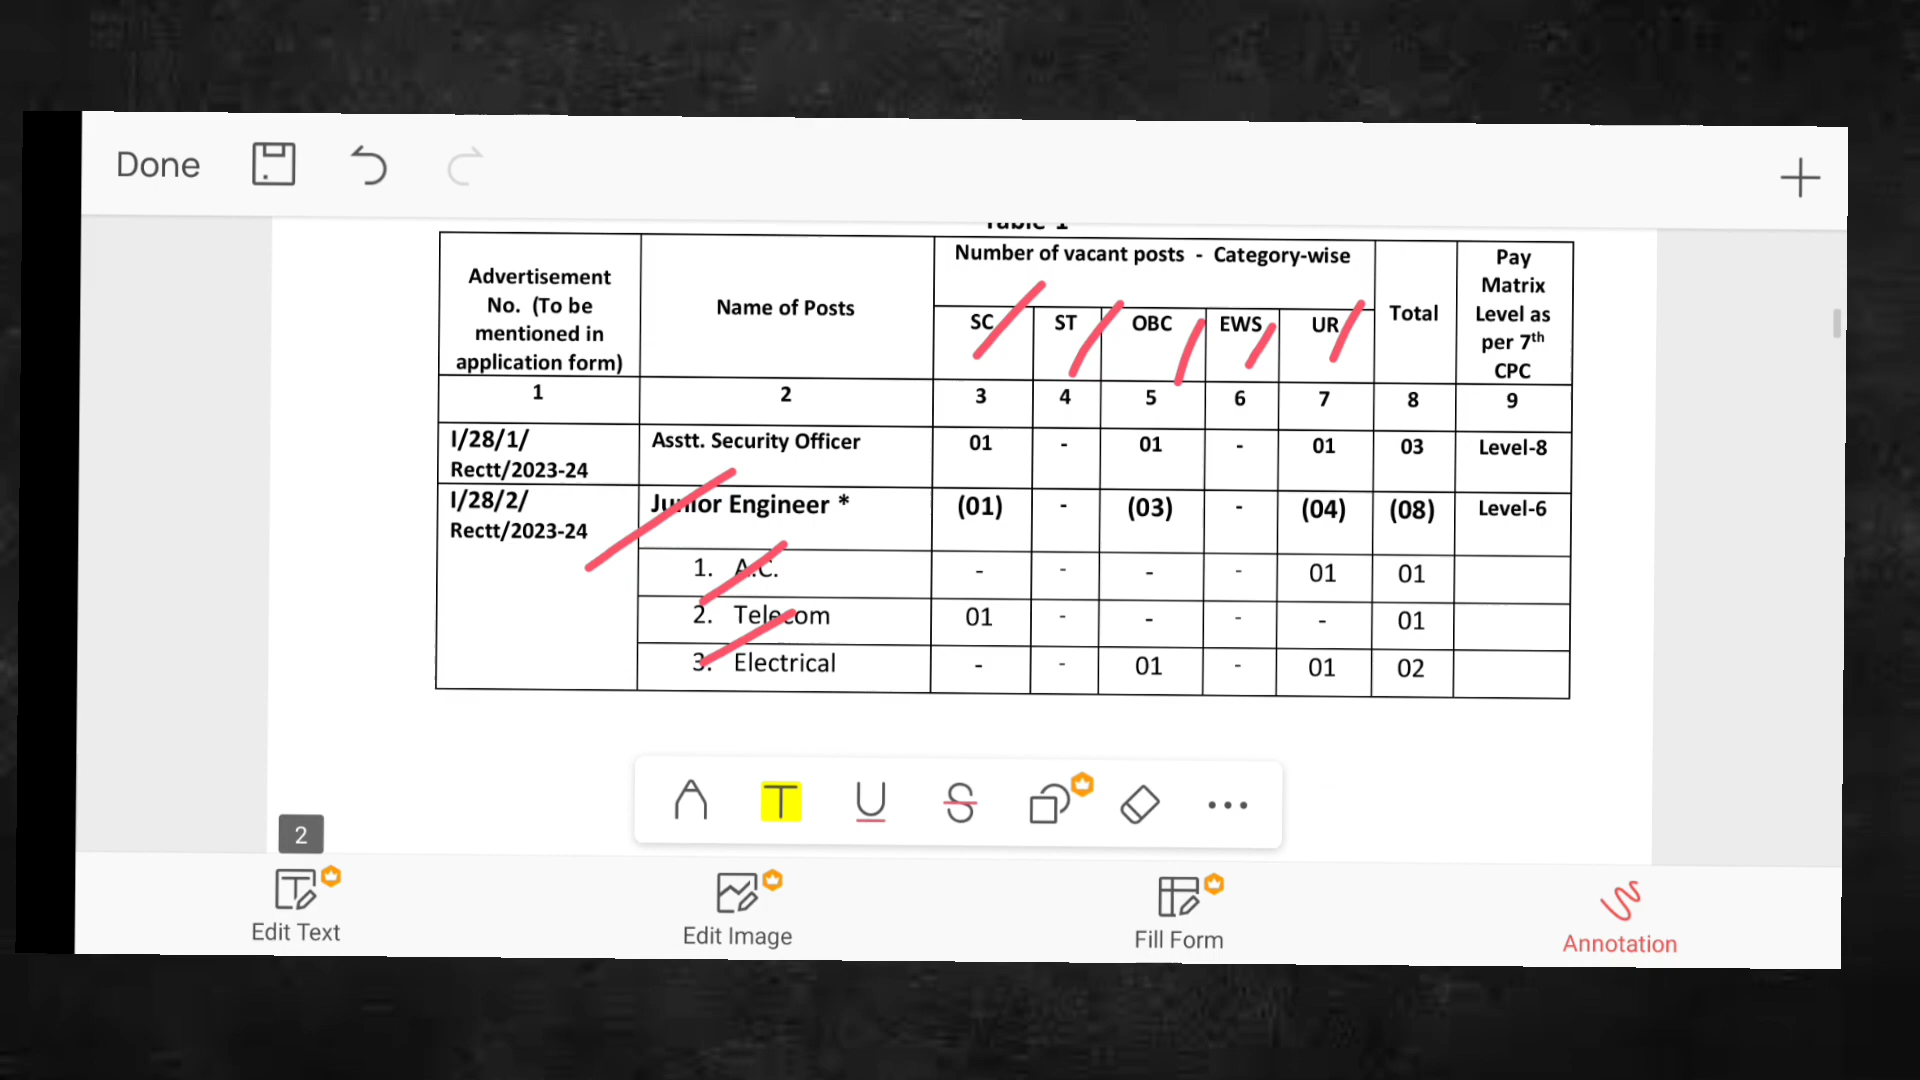 Done
Table-1
Advertisement No. (To be mentioned in application form) Name of Posts Number of vacant posts - Category-wise Total Pay Matrix Level as per 7th CPC
SC ST OBC EWS UR
1 2 3 4 5 6 7 8 9
I/28/1/ Rectt/2023-24 Asstt. Security Officer 01 - 01 - 01 03 Level-8
I/28/2/ Rectt/2023-24 Junior Engineer * (01) - (03) - (04) (08) Level-6
1. A.C. - - - - 01 01
2. Telecom 01 - - - - 01
3. Electrical - - 01 - 01 02
2
Edit Text Edit Image Fill Form Annotation